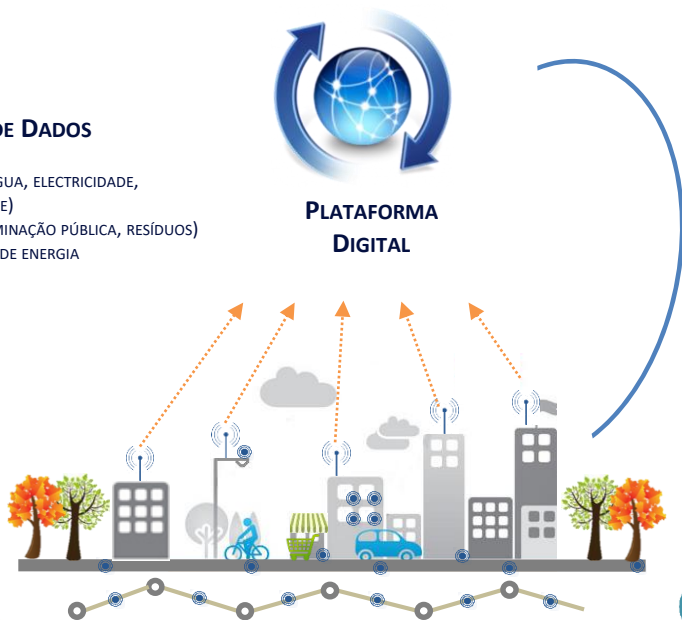 DE DADOS
GUA, ELECTRICIDADE,
E)
MINAÇÃO PÚBLICA, RESÍDUOS)
DE ENERGIA
PLATAFORMA
DIGITAL